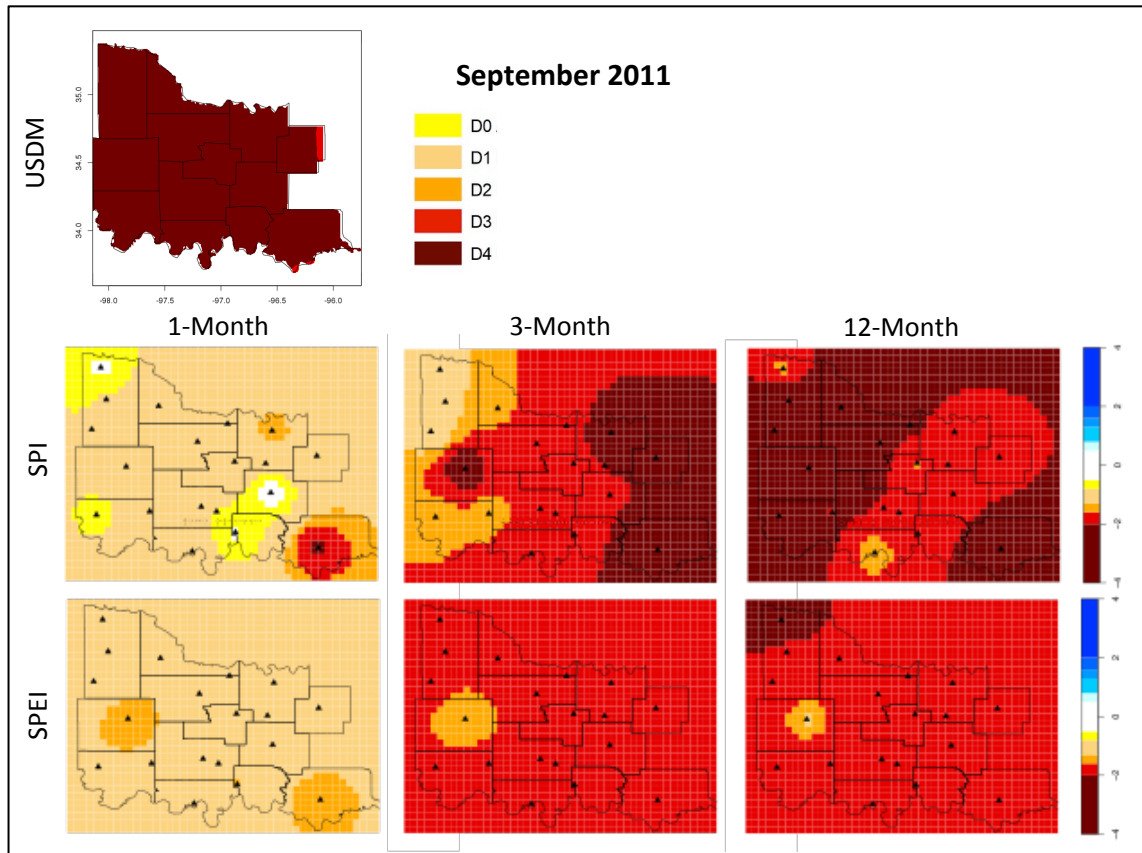 September 2011
USDM
35.0
34.5
34.0
-98.0 -97.5 -97.0 -96.5 -96.0
D0
D1
D2
D3
D4
1-Month 3-Month 12-Month
SPI
4
2
0
-2
-4
SPEI
4
2
0
-2
-4